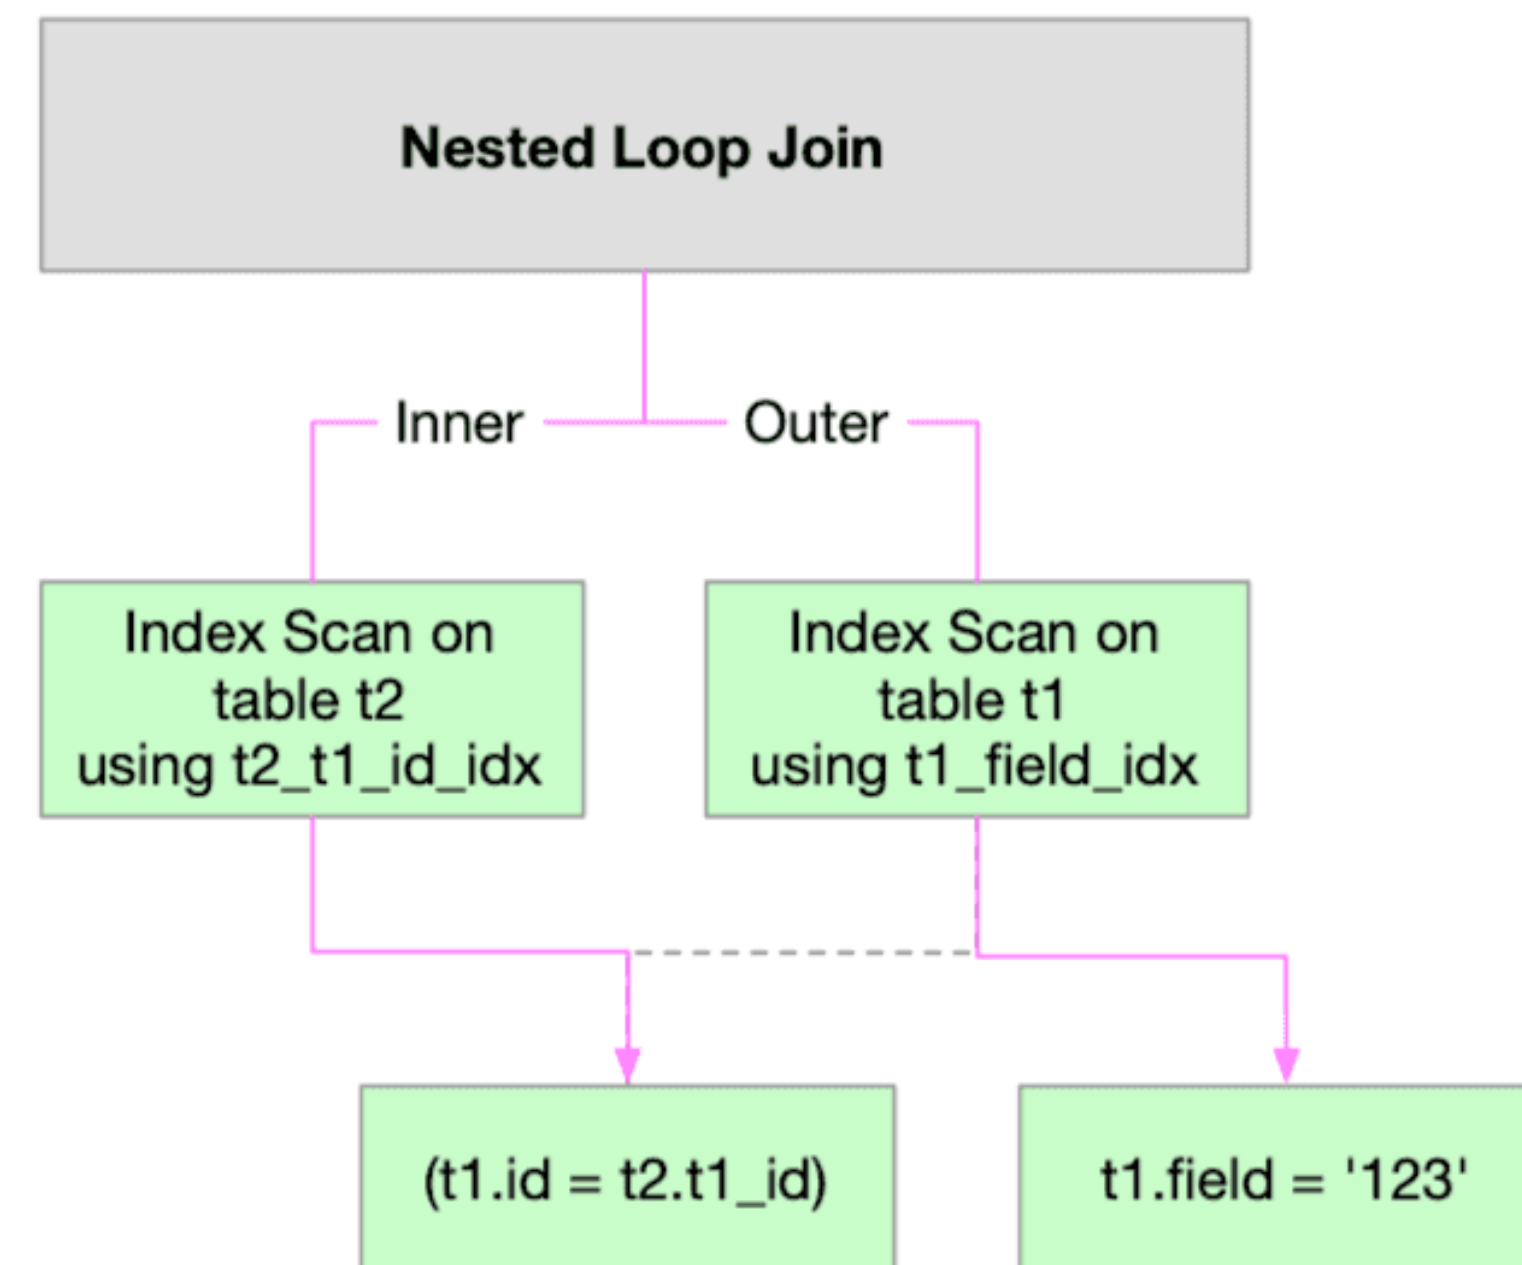 Nested Loop Join
Inner
Outer
Index Scan on
table t2
using t2_t1_id_idx
Index Scan on
table t1
using t1_field_idx
(t1.id = t2.t1_id)
t1.field = '123'